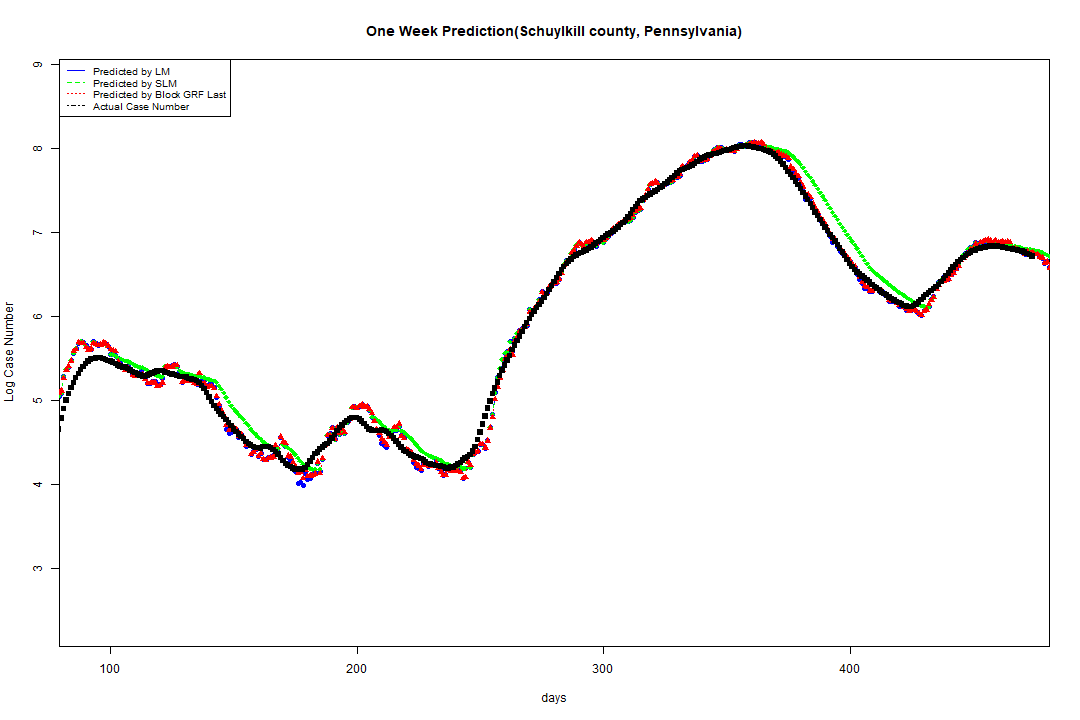 One Week Prediction(Schuylkill county, Pennsylvania)
Predicted by LM
Predicted by SLM
Predicted by Block GRF Last
Actual Case Number
9
8
7
6
5
4
3
Log Case Number
100 200 300 400
days